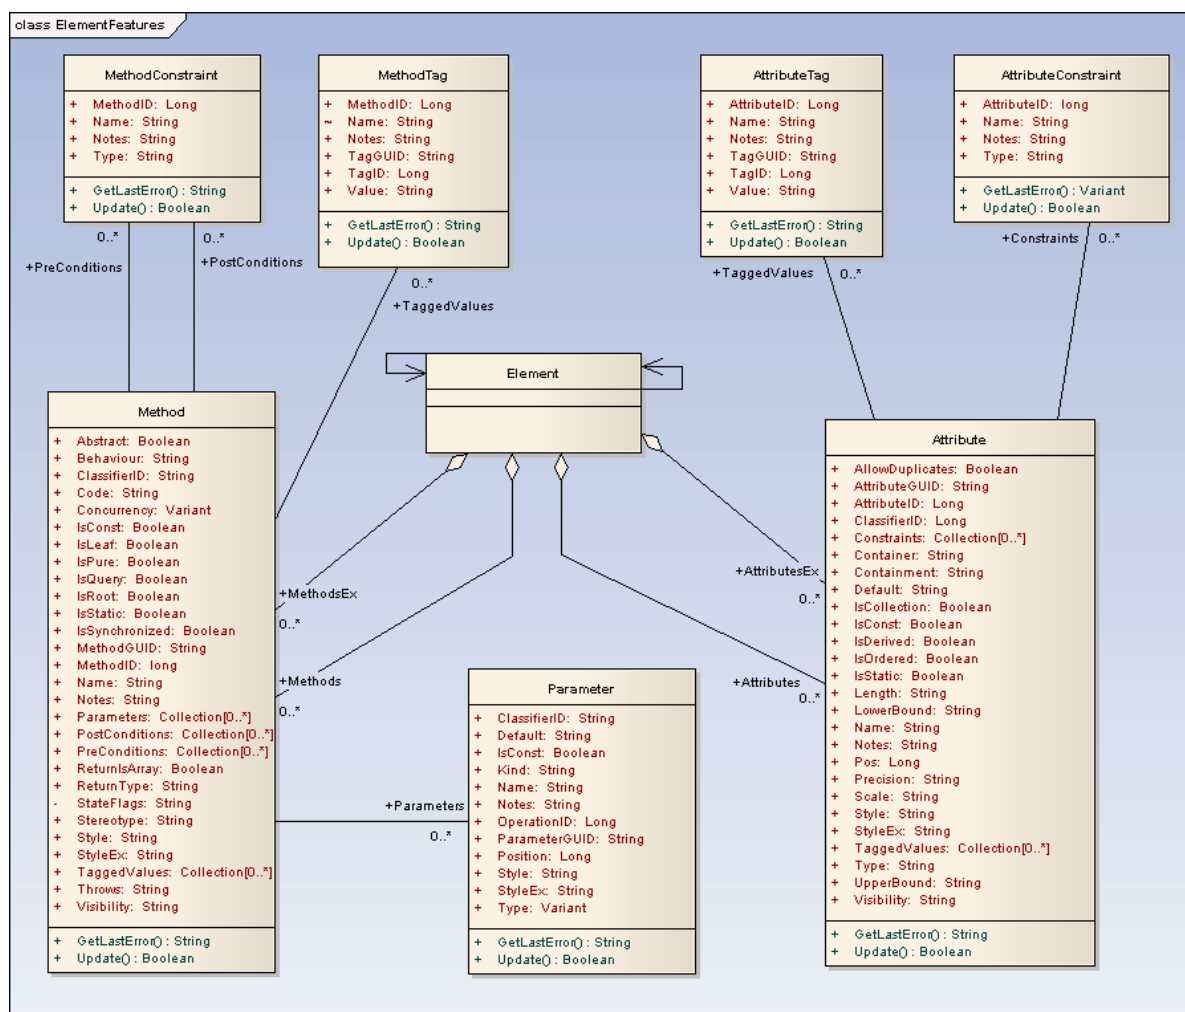 class ElementFeatures
MethodConstraint
+ MethodID: Long
+ Name: String
+ Notes: String
+ Type: String
+ GetLastError() : String
+ Update() : Boolean
MethodTag
+ MethodID: Long
~ Name: String
+ Notes: String
+ TagGUID: String
+ TagID: Long
+ Value: String
+ GetLastError() : String
+ Update() : Boolean
AttributeTag
+ AttributeID: Long
+ Name: String
+ Notes: String
+ TagGUID: String
+ TagID: Long
+ Value: String
+ GetLastError() : String
+ Update() : Boolean
AttributeConstraint
+ AttributeID: long
+ Name: String
+ Notes: String
+ Type: String
+ GetLastError() : Variant
+ Update() : Boolean
0..*
+PreConditions
0..*
+PostConditions
0..*
+TaggedValues
+TaggedValues
0..*
+Constraints
0..*
Element
Method
+ Abstract: Boolean
+ Behaviour: String
+ ClassifierID: String
+ Code: String
+ Concurrency: Variant
+ IsConst: Boolean
+ IsLeaf: Boolean
+ IsPure: Boolean
+ IsQuery: Boolean
+ IsRoot: Boolean
+ IsStatic: Boolean
+ IsSynchronized: Boolean
+ MethodGUID: String
+ MethodID: long
+ Name: String
+ Notes: String
+ Parameters: Collection[0..*]
+ PostConditions: Collection[0..*]
+ PreConditions: Collection[0..*]
+ ReturnIsArray: Boolean
+ ReturnType: String
- StateFlags: String
+ Stereotype: String
+ Style: String
+ StyleEx: String
+ TaggedValues: Collection[0..*]
+ Throws: String
+ Visibility: String
+ GetLastError() : String
+ Update() : Boolean
+MethodsEx
0..*
+Methods
0..*
+Parameters
0..*
Parameter
+ ClassifierID: String
+ Default: String
+ IsConst: Boolean
+ Kind: String
+ Name: String
+ Notes: String
+ OperationID: Long
+ ParameterGUID: String
+ Position: Long
+ Style: String
+ StyleEx: String
+ Type: Variant
+ GetLastError() : String
+ Update() : Boolean
+AttributesEx
0..*
+Attributes
0..*
Attribute
+ AllowDuplicates: Boolean
+ AttributeGUID: String
+ AttributeID: Long
+ ClassifierID: Long
+ Constraints: Collection[0..*]
+ Container: String
+ Containment: String
+ Default: String
+ IsCollection: Boolean
+ IsConst: Boolean
+ IsDerived: Boolean
+ IsOrdered: Boolean
+ IsStatic: Boolean
+ Length: String
+ LowerBound: String
+ Name: String
+ Notes: String
+ Pos: Long
+ Precision: String
+ Scale: String
+ Style: String
+ StyleEx: String
+ TaggedValues: Collection[0..*]
+ Type: String
+ UpperBound: String
+ Visibility: String
+ GetLastError() : String
+ Update() : Boolean